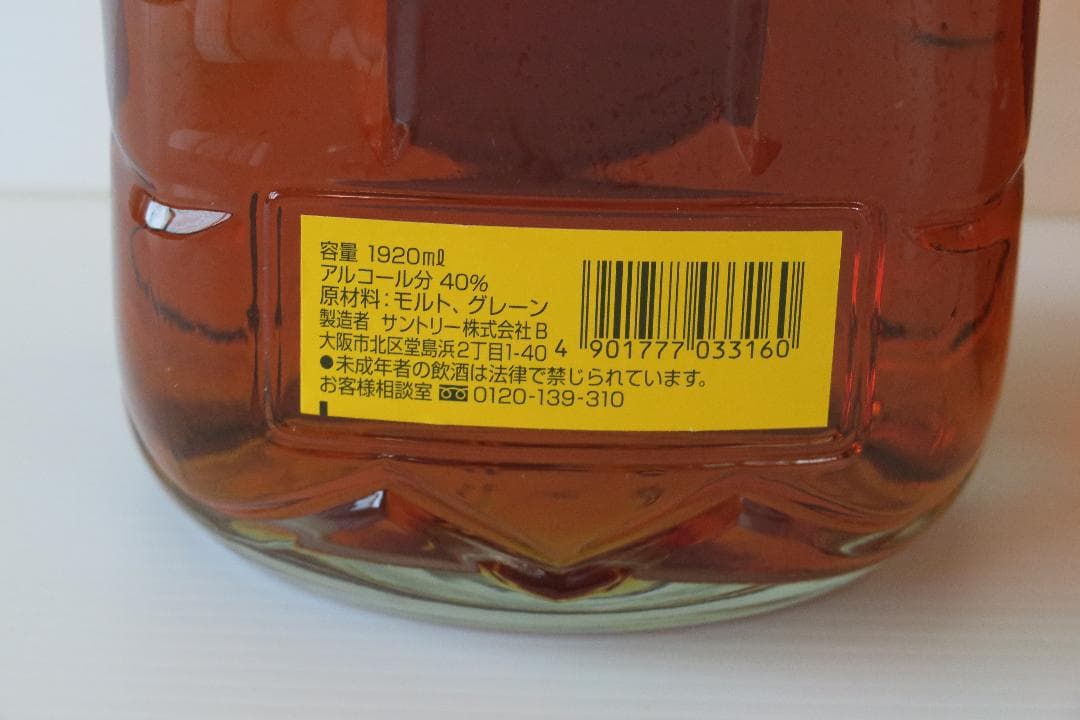 容量 1920mℓ
アルコール分 40%
原材料：モルト、グレーン
製造者 サントリー株式会社 B
大阪市北区堂島浜2丁目1-40
●未成年者の飲酒は法律で禁じられています。
お客様相談室 0120-139-310
4 901777 033160